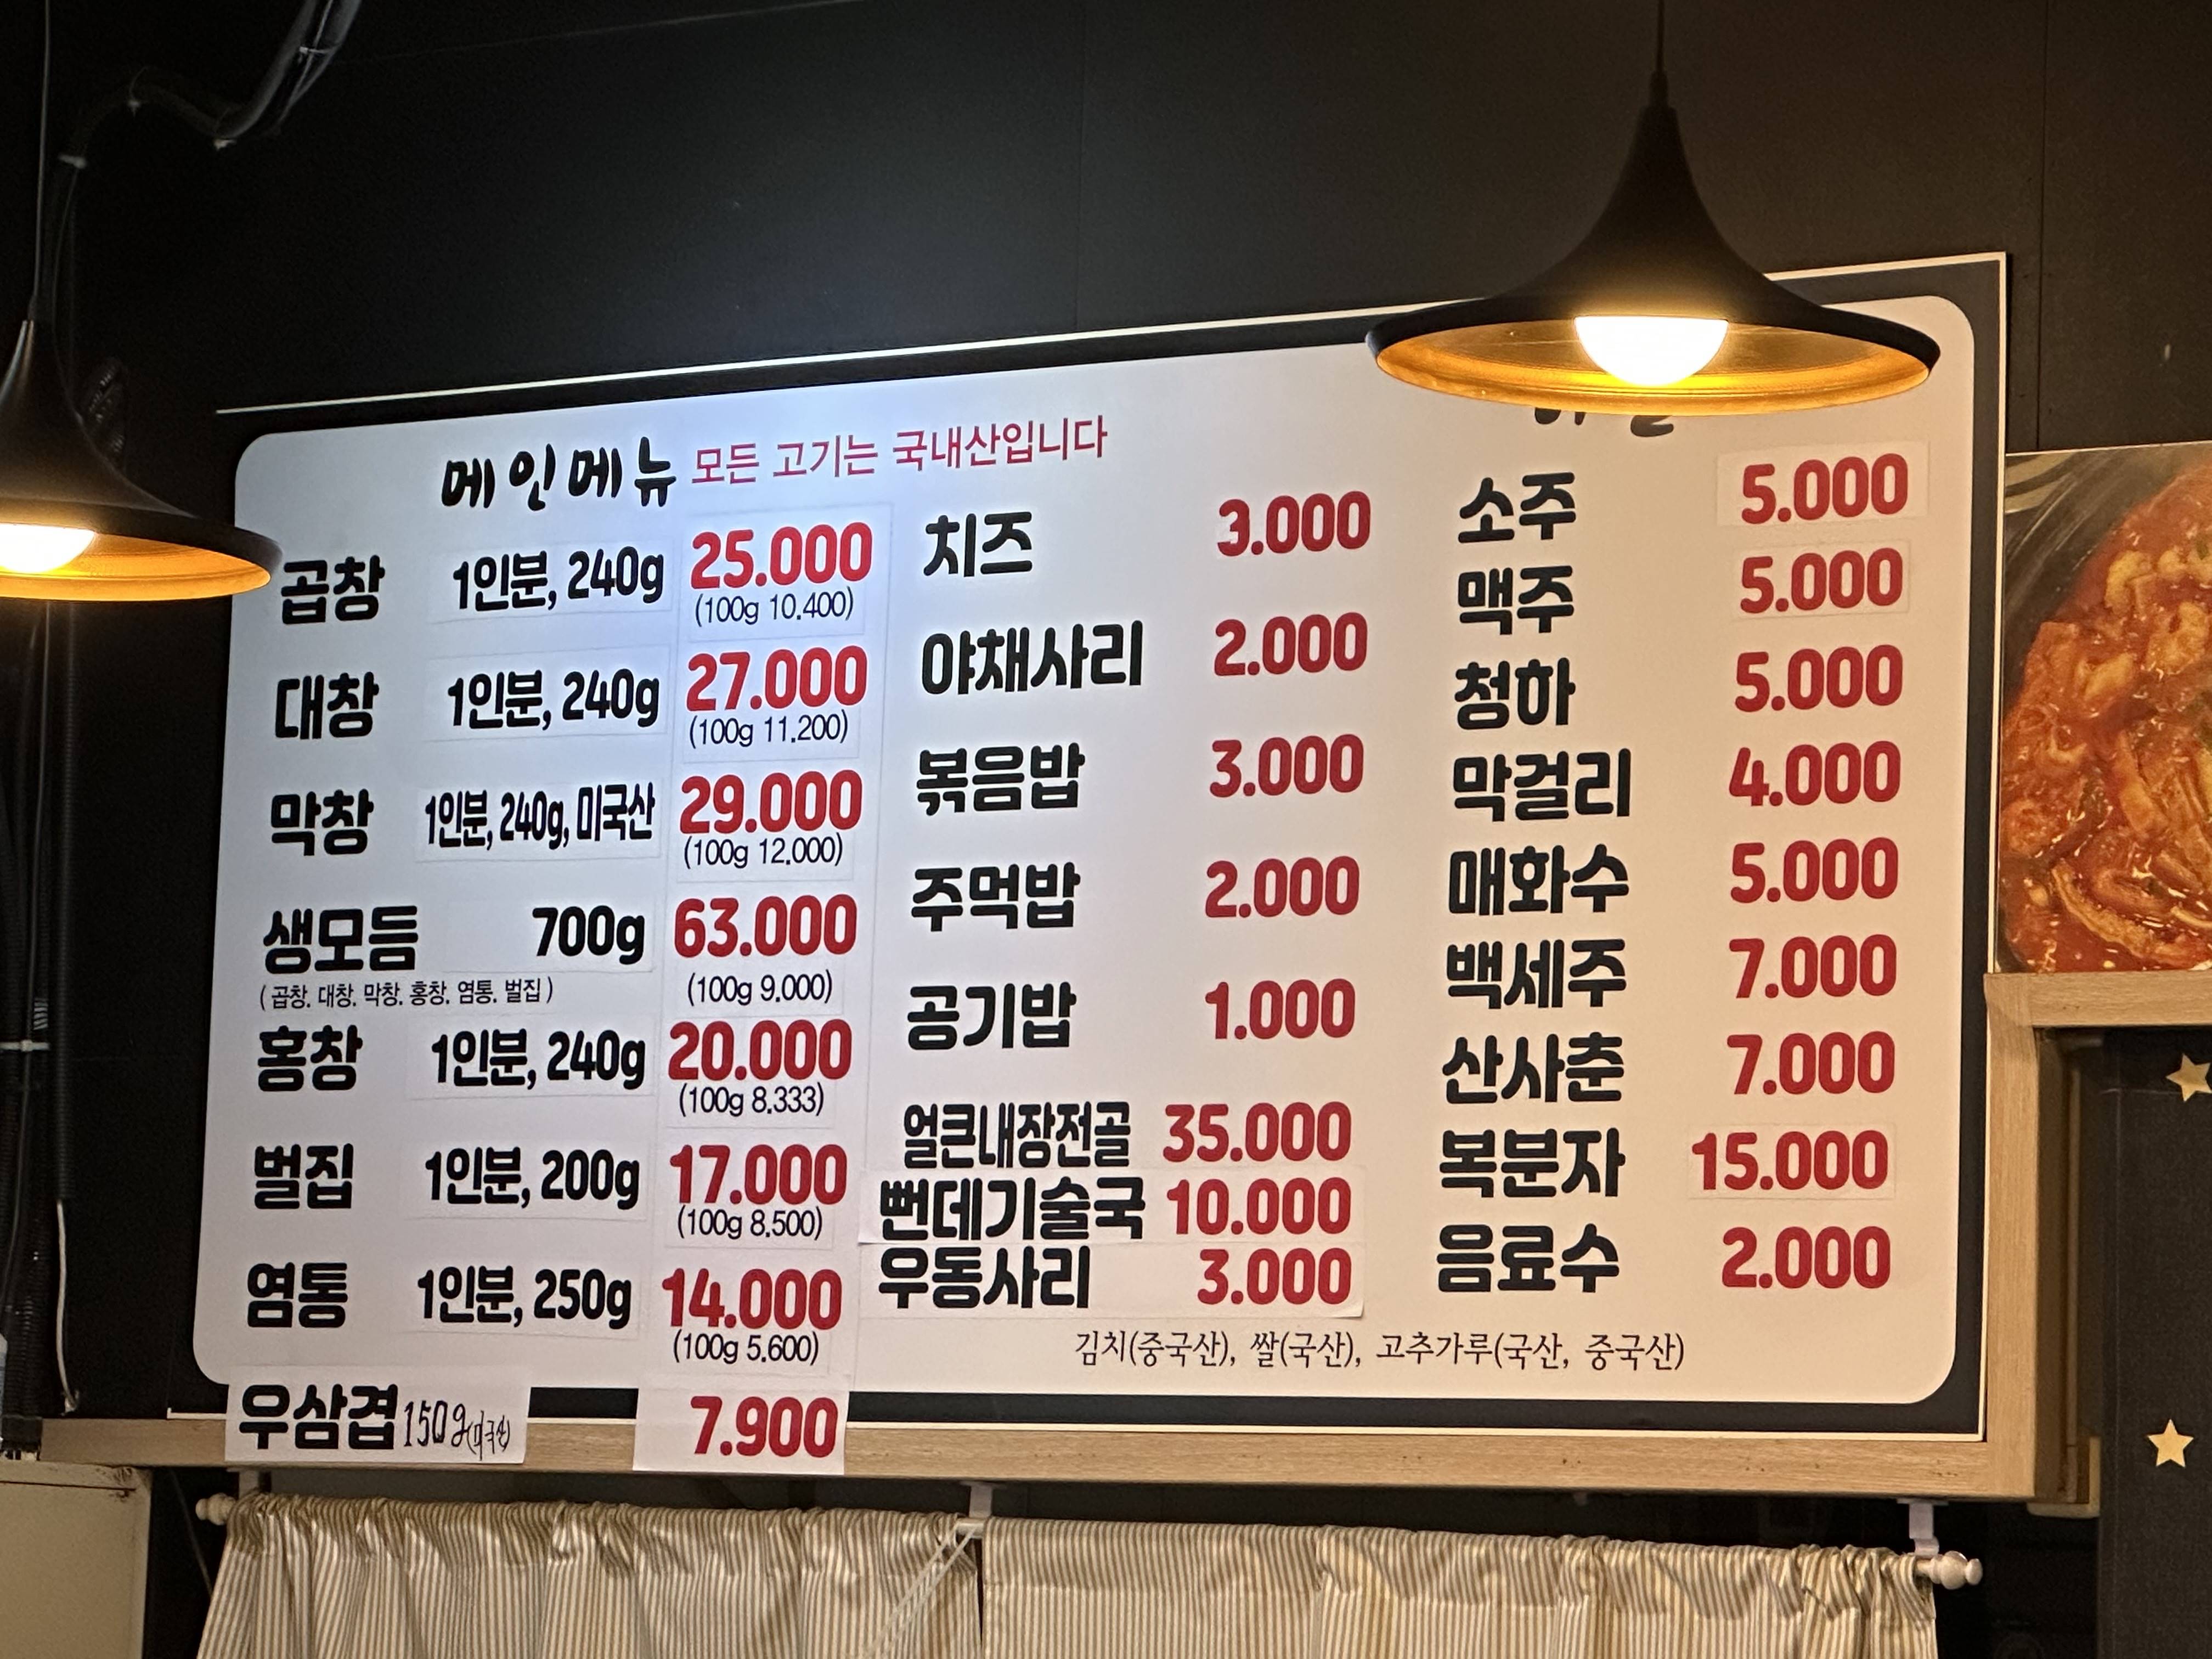 메인메뉴 모든 고기는 국내산입니다
곱창 1인분, 240g 25.000
(100g 10.400)
대창 1인분, 240g 27.000
(100g 11.200)
막창 1인분, 240g, 미국산 29.000
(100g 12.000)
생모듬 700g 63.000
(곱창. 대창. 막창. 홍창. 염통. 벌집) (100g 9.000)
홍창 1인분, 240g 20.000
(100g 8.333)
벌집 1인분, 200g 17.000
(100g 8.500)
염통 1인분, 250g 14.000
(100g 5.600)
우삼겹 150g(미국산) 7.900
치즈 3.000
야채사리 2.000
볶음밥 3.000
주먹밥 2.000
공기밥 1.000
얼큰내장전골 35.000
뻔데기술국 10.000
우동사리 3.000
소주 5.000
맥주 5.000
청하 5.000
막걸리 4.000
매화수 5.000
백세주 7.000
산사춘 7.000
복분자 15.000
음료수 2.000
김치(중국산), 쌀(국산), 고추가루(국산, 중국산)